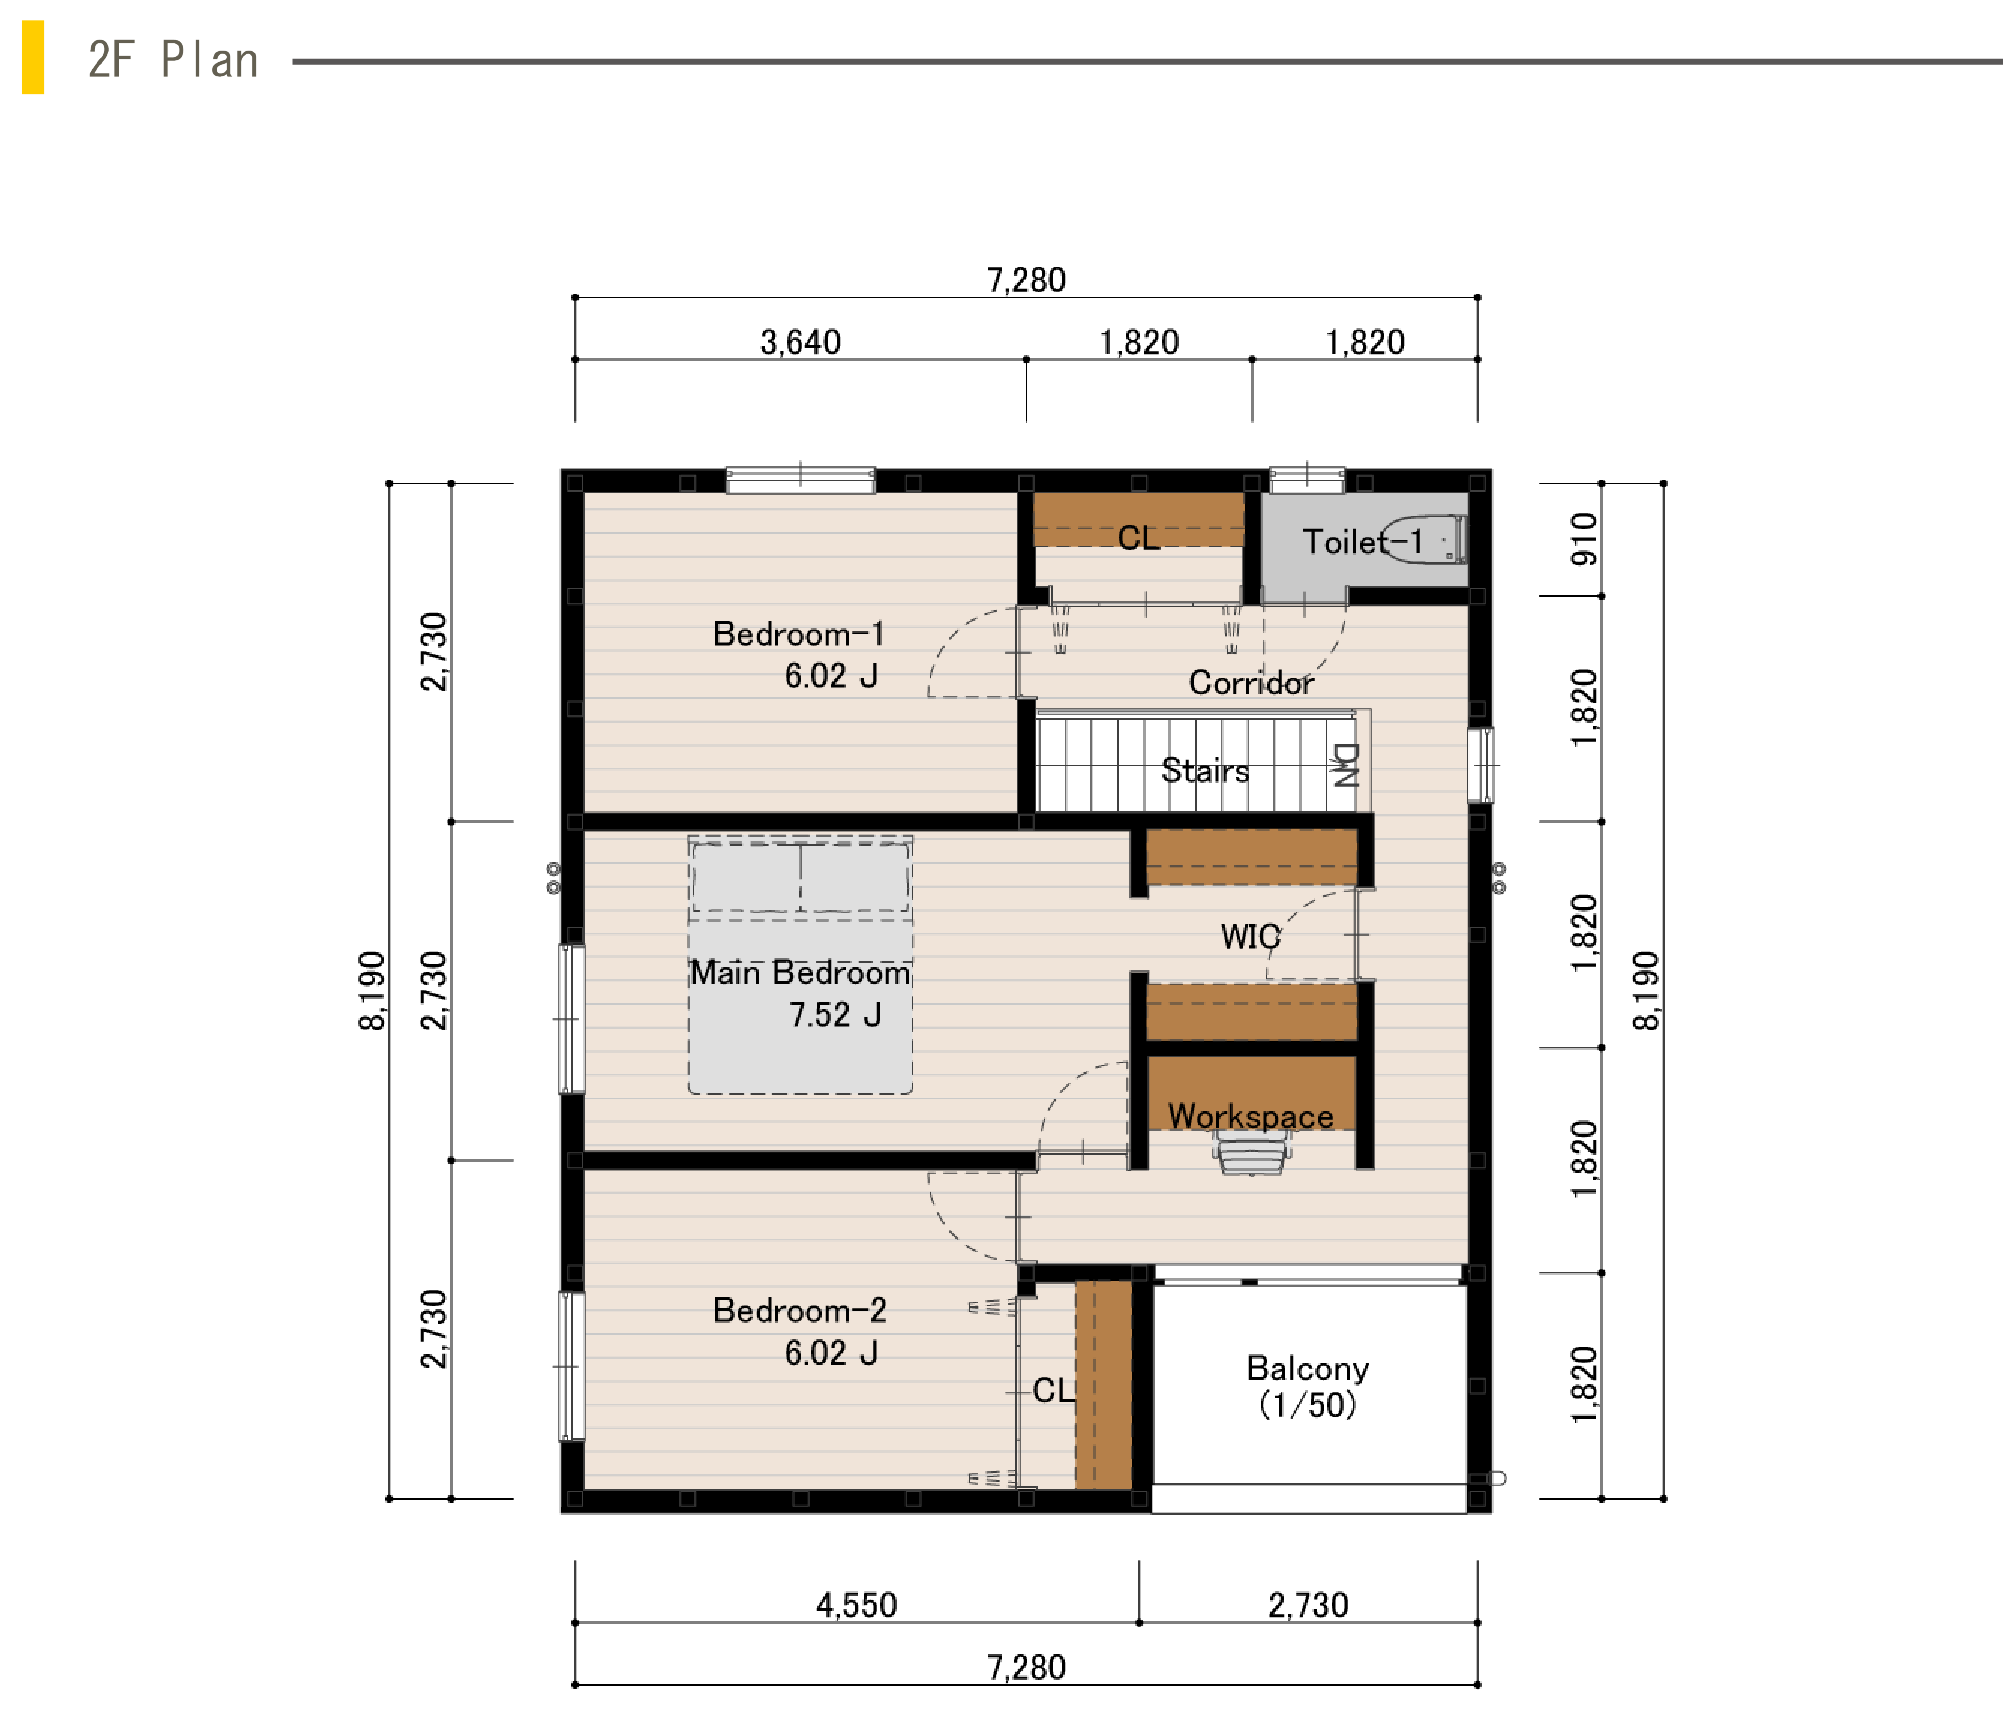 2F Plan
7,280
3,640
1,820
1,820
CL
Toilet-1
910
2,730
Bedroom-1
6.02 J
Corridor
1,820
Stairs
DN
8,190
2,730
Main Bedroom
7.52 J
WIC
1,820
8,190
Workspace
1,820
2,730
Bedroom-2
6.02 J
CL
Balcony
(1/50)
1,820
4,550
2,730
7,280